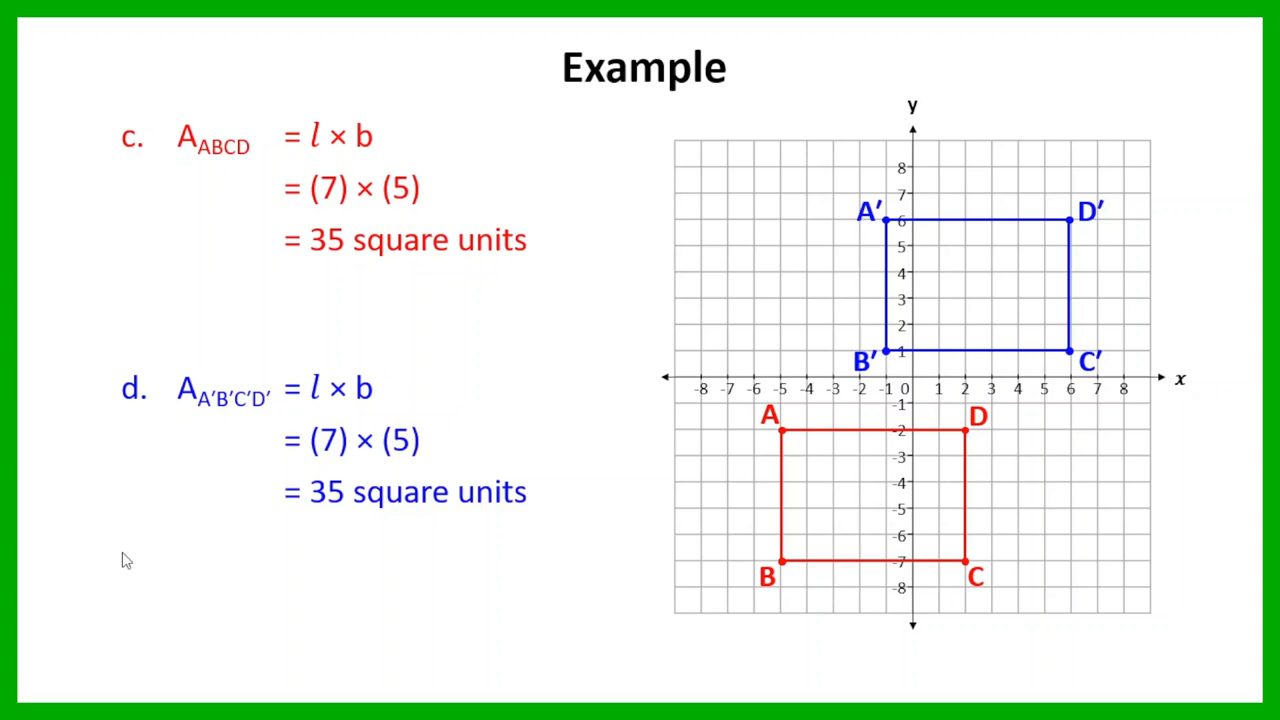 Example
c. A_ABCD = l × b
= (7) × (5)
= 35 square units
d. A_A′B′C′D′ = l × b
= (7) × (5)
= 35 square units
y
8
7
A′ 6 D′
5
4
3
2
B′ 1 C′
-8 -7 -6 -5 -4 -3 -2 -1 0 1 2 3 4 5 6 7 8 x
-1
A D
-2
-3
-4
-5
-6
-7
B C
-8